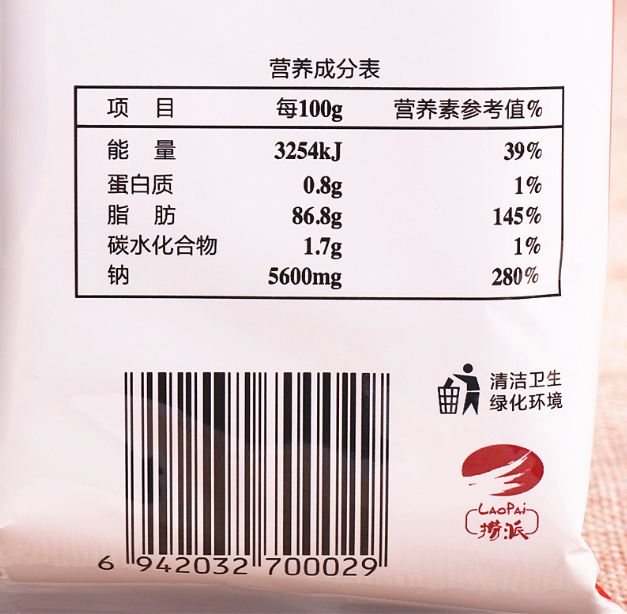 营养成分表
项 目 每100g 营养素参考值%
能 量 3254kJ 39%
蛋白质 0.8g 1%
脂 肪 86.8g 145%
碳水化合物 1.7g 1%
钠 5600mg 280%
清洁卫生
绿化环境
LAOPAI
捞派
6 942032 700029